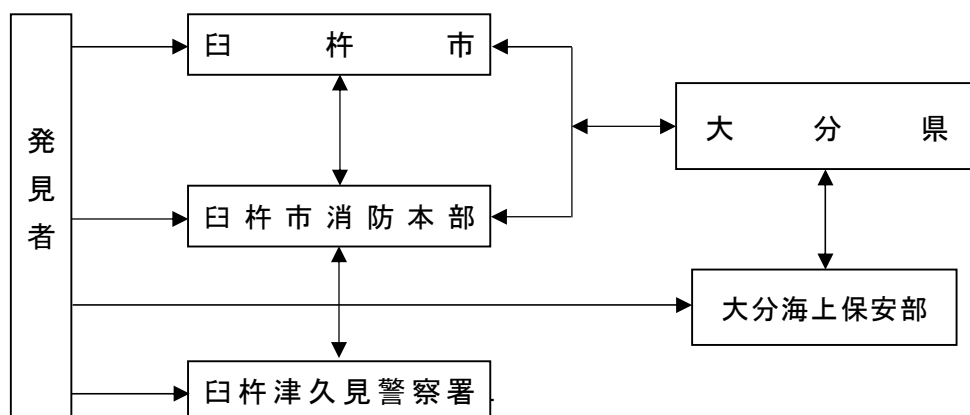 発見者
臼杵市
大分県
臼杵市消防本部
大分海上保安部
臼杵津久見警察署